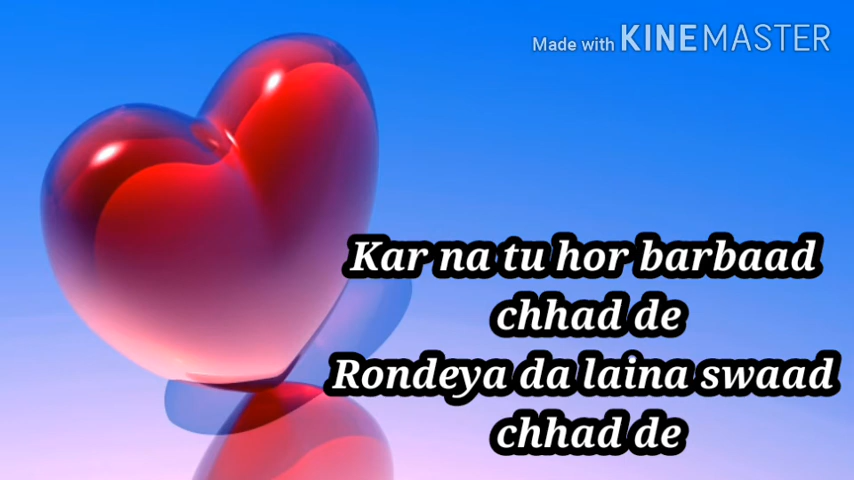 Made with KINEMASTER
Kar na tu hor barbaad
chhad de
Rondeya da laina swaad
chhad de